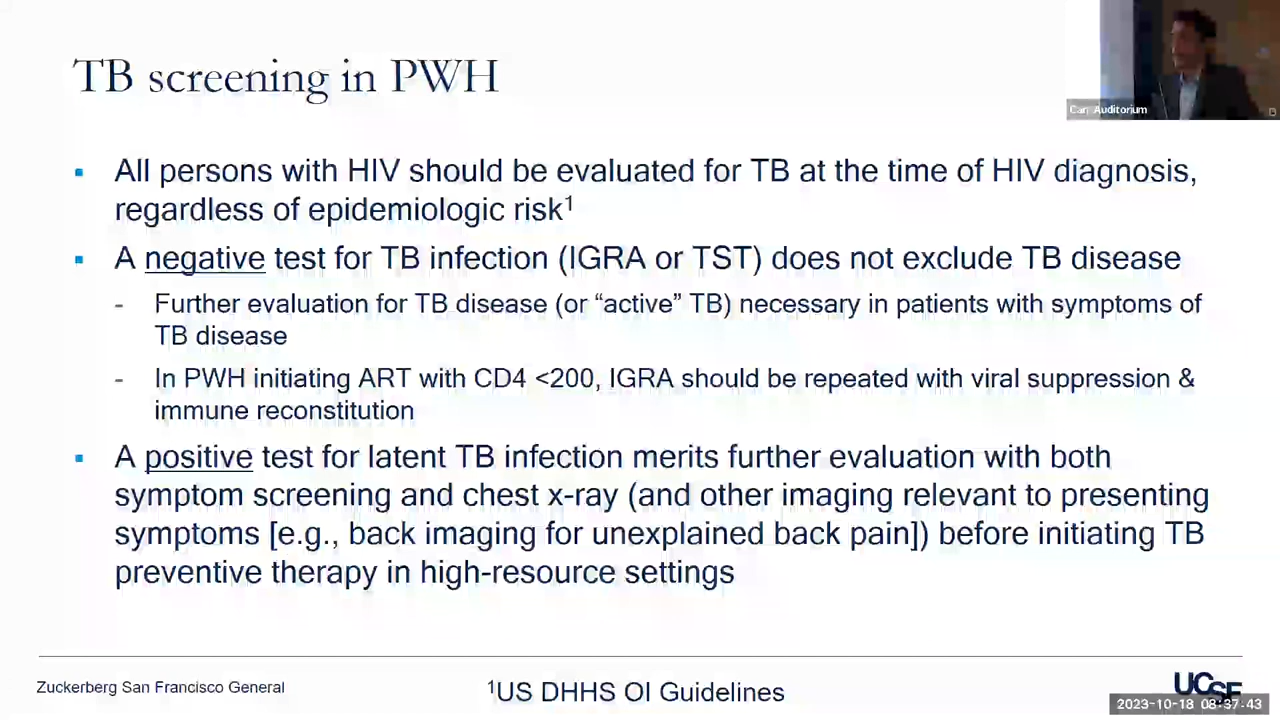 TB screening in PWH
Carr Auditorium
▪ All persons with HIV should be evaluated for TB at the time of HIV diagnosis,
regardless of epidemiologic risk¹
▪ A negative test for TB infection (IGRA or TST) does not exclude TB disease
- Further evaluation for TB disease (or “active” TB) necessary in patients with symptoms of
TB disease
- In PWH initiating ART with CD4 <200, IGRA should be repeated with viral suppression &
immune reconstitution
▪ A positive test for latent TB infection merits further evaluation with both
symptom screening and chest x-ray (and other imaging relevant to presenting
symptoms [e.g., back imaging for unexplained back pain]) before initiating TB
preventive therapy in high-resource settings
Zuckerberg San Francisco General
¹US DHHS OI Guidelines
UCSF
2023-10-18 08:37:43